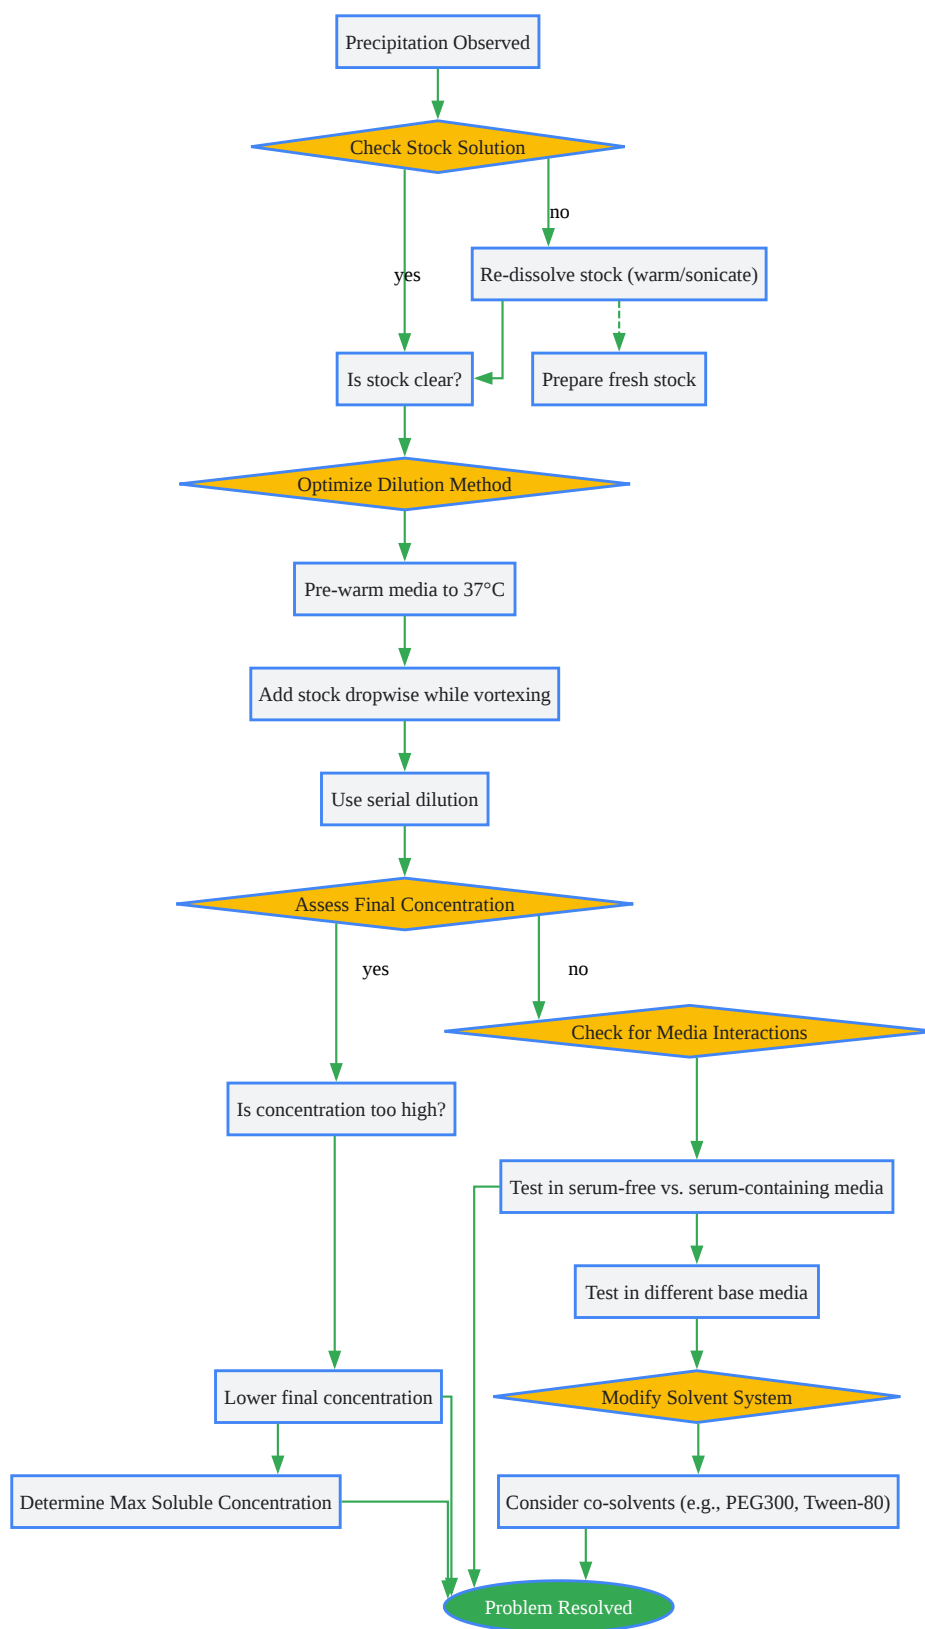 Precipitation Observed
Check Stock Solution
no
yes
Re-dissolve stock (warm/sonicate)
Is stock clear?
Prepare fresh stock
Optimize Dilution Method
Pre-warm media to 37°C
Add stock dropwise while vortexing
Use serial dilution
Assess Final Concentration
yes
no
Check for Media Interactions
Is concentration too high?
Test in serum-free vs. serum-containing media
Test in different base media
Lower final concentration
Modify Solvent System
Determine Max Soluble Concentration
Consider co-solvents (e.g., PEG300, Tween-80)
Problem Resolved